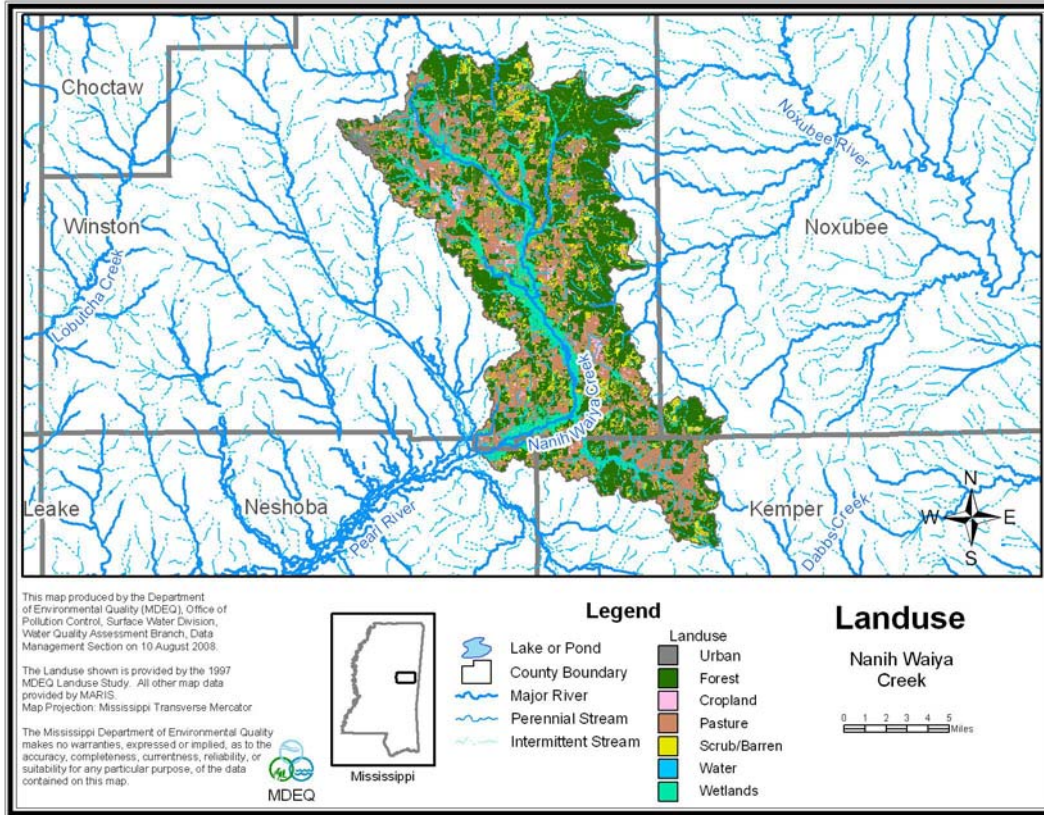 Choctaw
Noxubee River
Winston
Noxubee
Lobutcha Creek
Nanih Waiya Creek
Leake
Neshoba
Pearl River
Kemper
Dabbs Creek
N
W
E
S
This map produced by the Department
of Environmental Quality (MDEQ), Office of
Pollution Control, Surface Water Division,
Water Quality Assessment Branch, Data
Management Section on 10 August 2008.
The Landuse shown is provided by the 1997
MDEQ Landuse Study. All other map data
provided by MARIS.
Map Projection: Mississippi Transverse Mercator
The Mississippi Department of Environmental Quality
makes no warranties, expressed or implied, as to the
accuracy, completeness, currentness, reliability, or
suitability for any particular purpose, of the data
contained on this map.
MDEQ
Mississippi
Legend
Lake or Pond
County Boundary
Major River
Perennial Stream
Intermittent Stream
Landuse
Urban
Forest
Cropland
Pasture
Scrub/Barren
Water
Wetlands
Landuse
Nanih Waiya
Creek
0 1 2 3 4 5
Miles